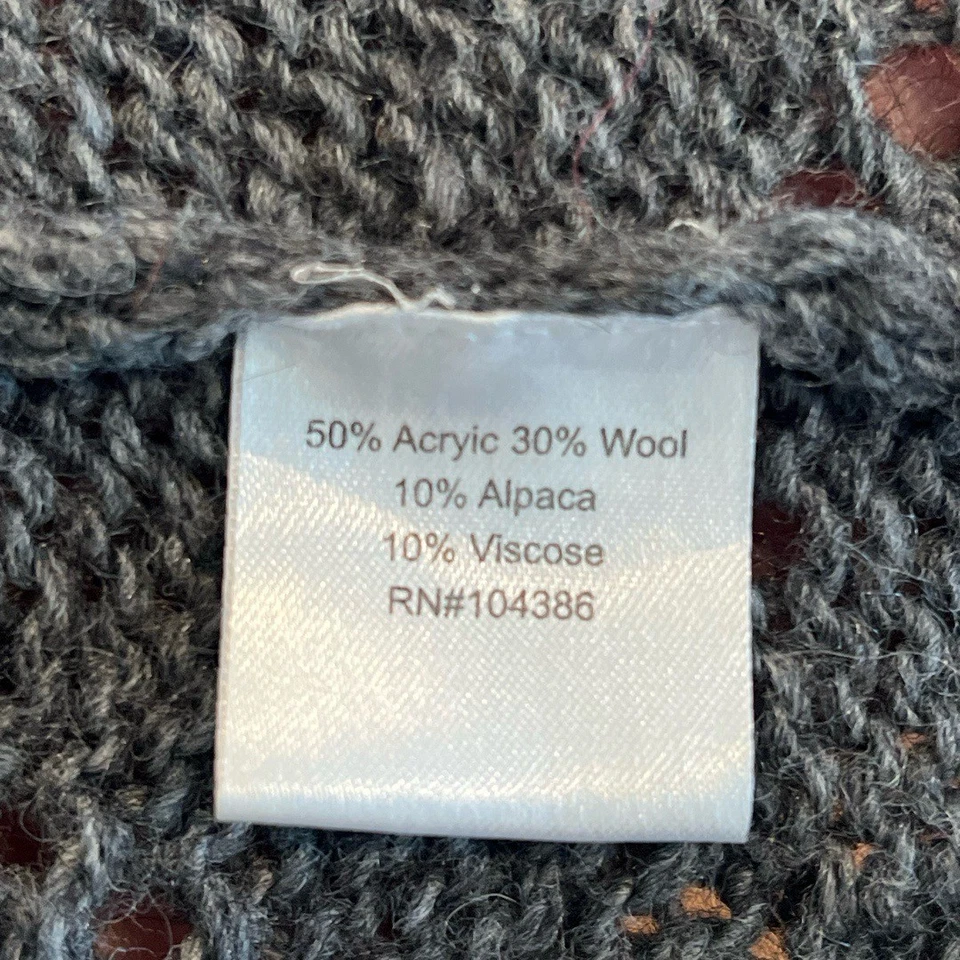 50% Acryic 30% Wool
10% Alpaca
10% Viscose
RN#104386